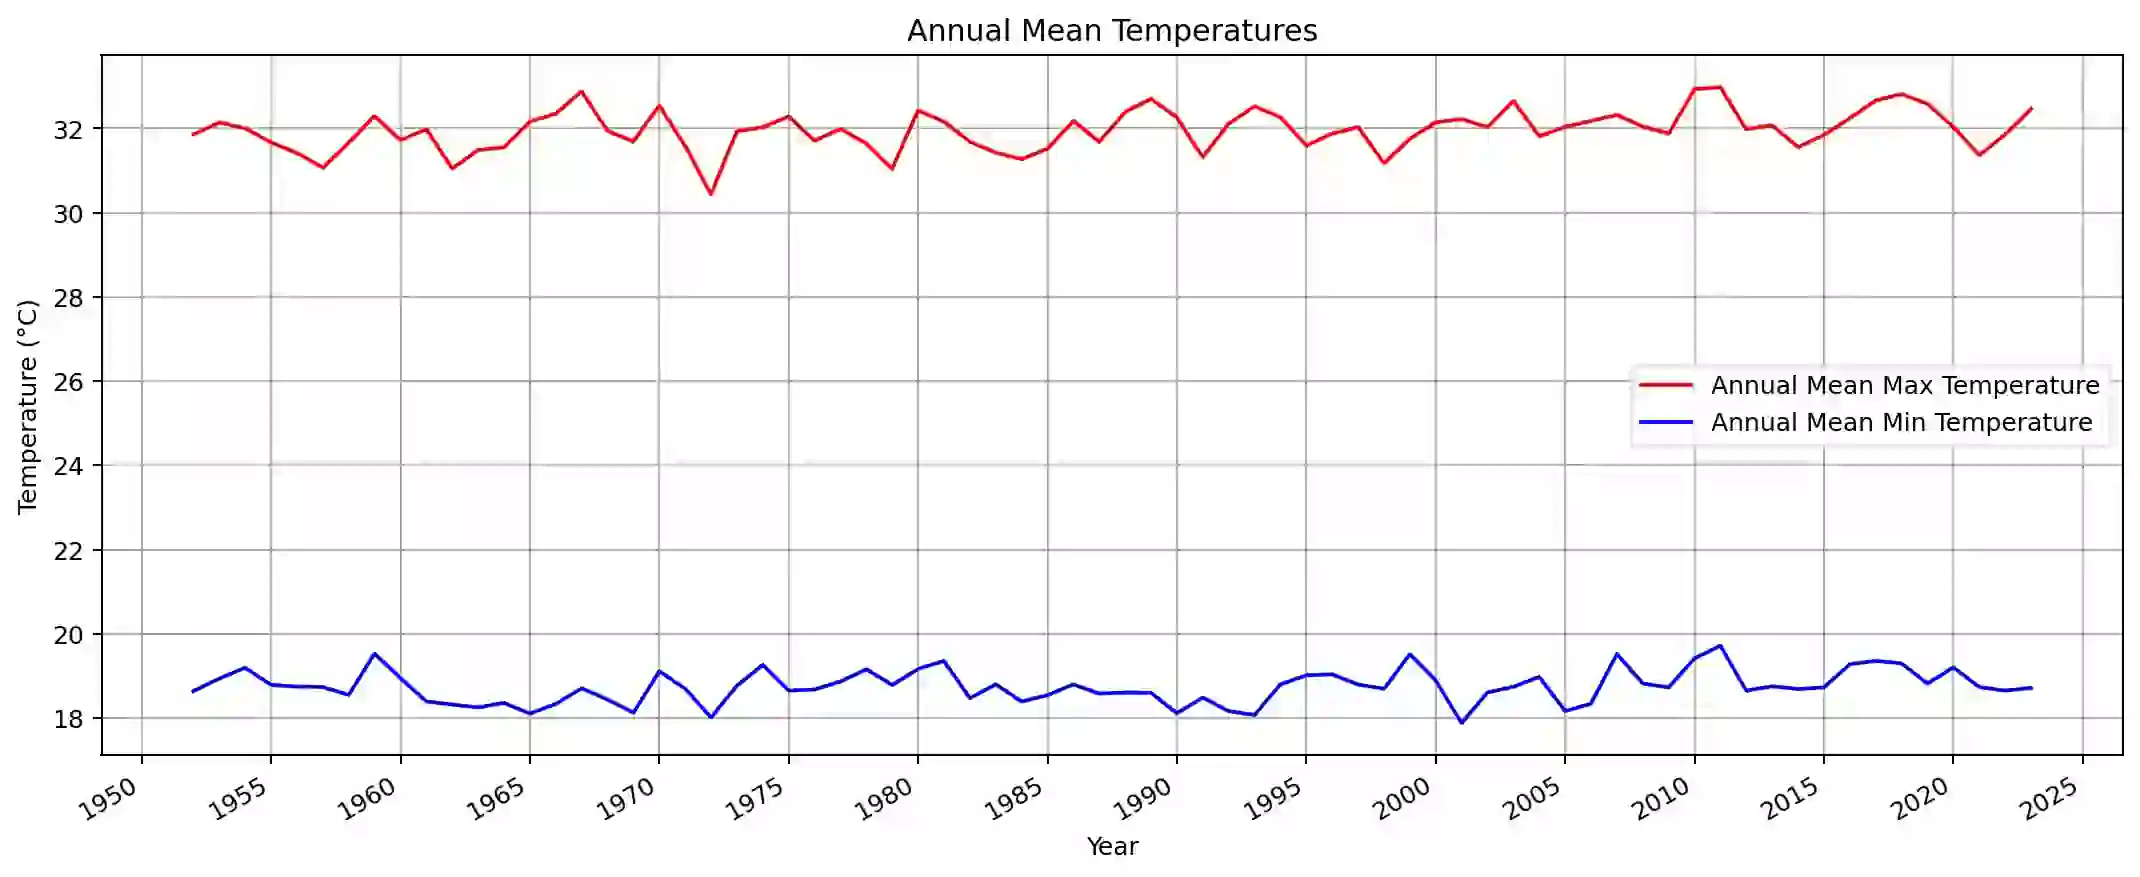 Annual Mean Temperatures
Temperature (°C)
32
30
28
26
24
22
20
18
Annual Mean Max Temperature
Annual Mean Min Temperature
1950 1955 1960 1965 1970 1975 1980 1985 1990 1995 2000 2005 2010 2015 2020 2025
Year